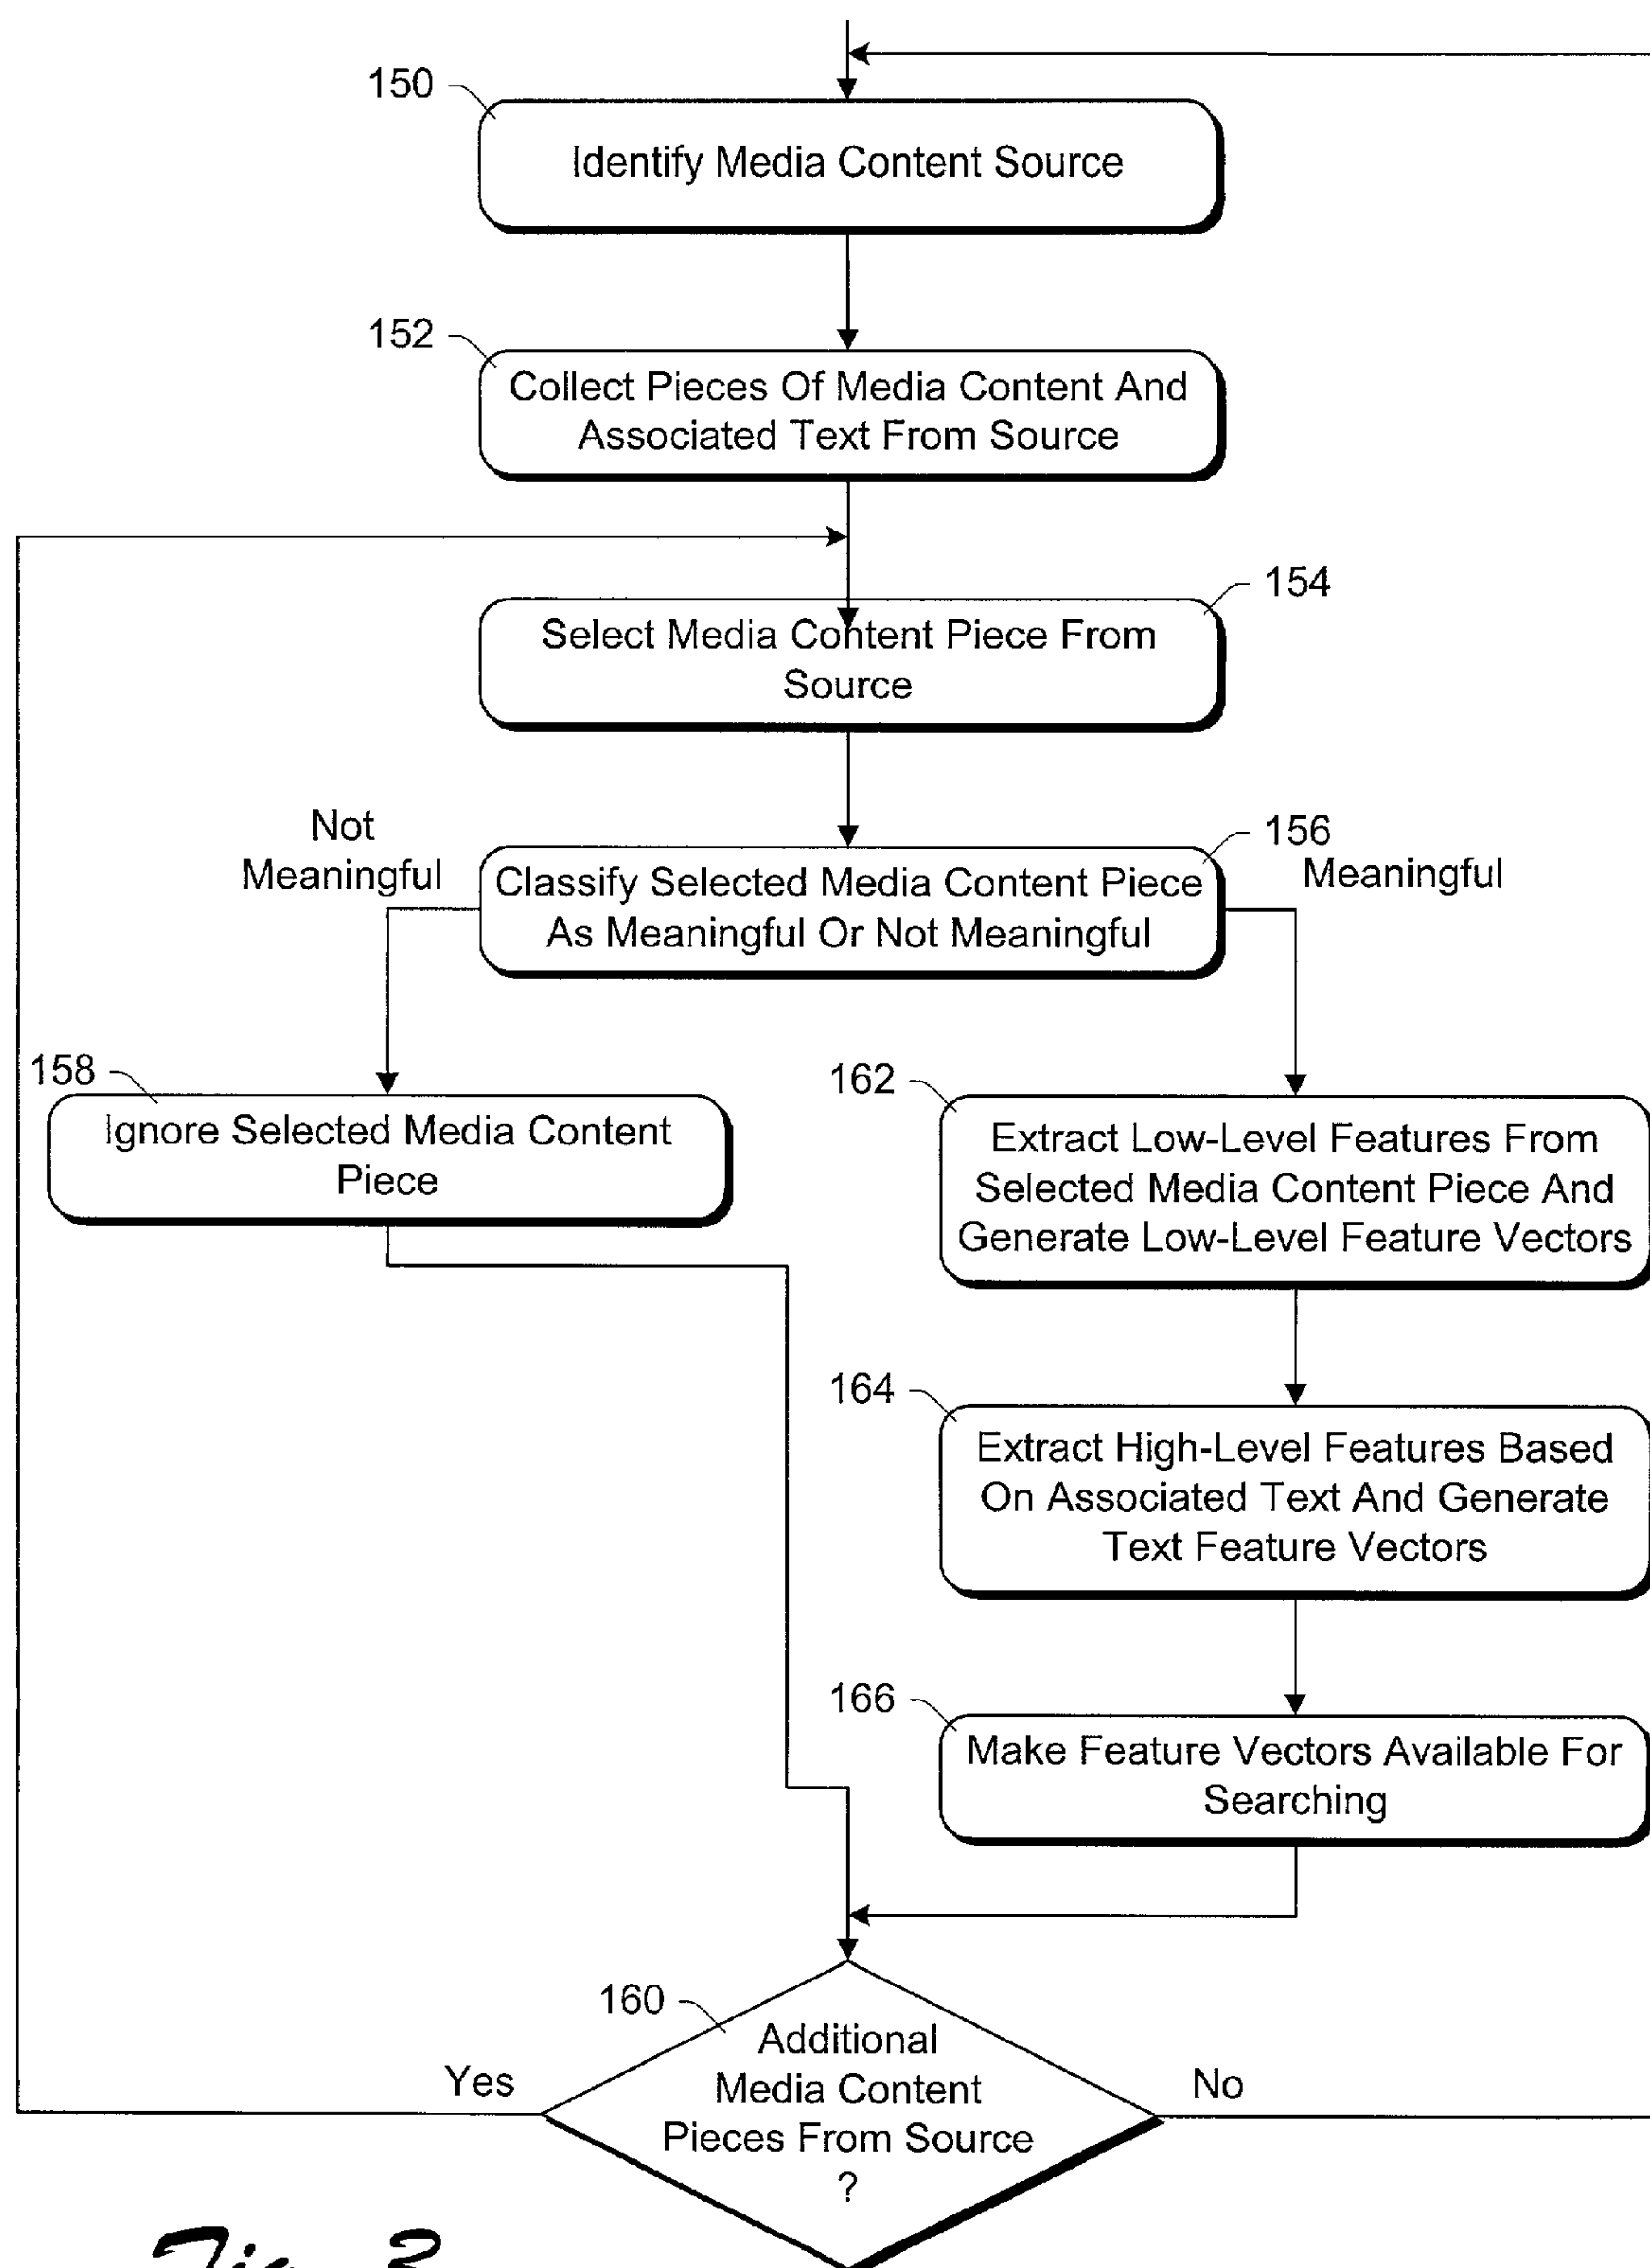 150
Identify Media Content Source
152
Collect Pieces Of Media Content And
Associated Text From Source
154
Select Media Content Piece From
Source
Not
Meaningful
156
Meaningful
Classify Selected Media Content Piece
As Meaningful Or Not Meaningful
158
Ignore Selected Media Content
Piece
162
Extract Low-Level Features From
Selected Media Content Piece And
Generate Low-Level Feature Vectors
164
Extract High-Level Features Based
On Associated Text And Generate
Text Feature Vectors
166
Make Feature Vectors Available For
Searching
160
Additional
Media Content
Pieces From Source
?
Yes
No